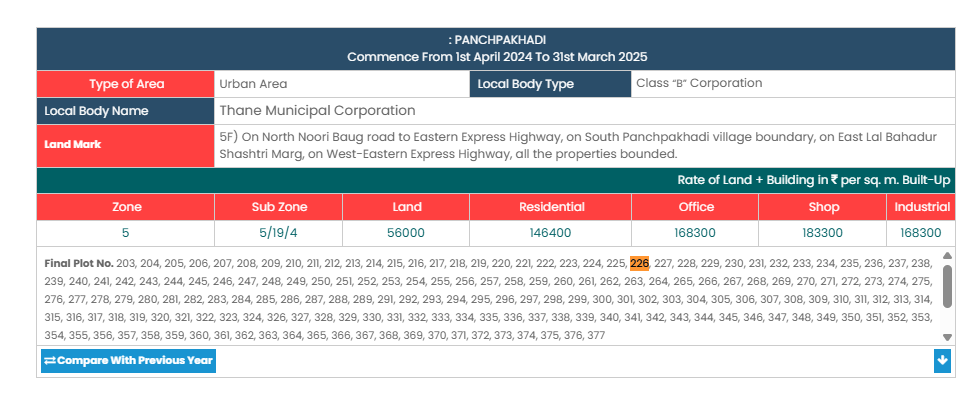 : PANCHPAKHADI
Commence From 1st April 2024 To 31st March 2025
Type of Area Urban Area Local Body Type Class "B" Corporation
Local Body Name Thane Municipal Corporation
Land Mark 5F) On North Noori Baug road to Eastern Express Highway, on South Panchpakhadi village boundary, on East Lal Bahadur
Shashtri Marg, on West-Eastern Express Highway, all the properties bounded.
Rate of Land + Building in ₹ per sq. m. Built-Up
Zone Sub Zone Land Residential Office Shop Industrial
5 5/19/4 56000 146400 168300 183300 168300
Final Plot No. 203, 204, 205, 206, 207, 208, 209, 210, 211, 212, 213, 214, 215, 216, 217, 218, 219, 220, 221, 222, 223, 224, 225, 226, 227, 228, 229, 230, 231, 232, 233, 234, 235, 236, 237, 238,
239, 240, 241, 242, 243, 244, 245, 246, 247, 248, 249, 250, 251, 252, 253, 254, 255, 256, 257, 258, 259, 260, 261, 262, 263, 264, 265, 266, 267, 268, 269, 270, 271, 272, 273, 274, 275,
276, 277, 278, 279, 280, 281, 282, 283, 284, 285, 286, 287, 288, 289, 291, 292, 293, 294, 295, 296, 297, 298, 299, 300, 301, 302, 303, 304, 305, 306, 307, 308, 309, 310, 311, 312, 313, 314,
315, 316, 317, 318, 319, 320, 321, 322, 323, 324, 326, 327, 328, 329, 330, 331, 332, 333, 334, 335, 336, 337, 338, 339, 340, 341, 342, 343, 344, 345, 346, 347, 348, 349, 350, 351, 352, 353,
354, 355, 356, 357, 358, 359, 360, 361, 362, 363, 364, 365, 366, 367, 368, 369, 370, 371, 372, 373, 374, 375, 376, 377
Compare With Previous Year